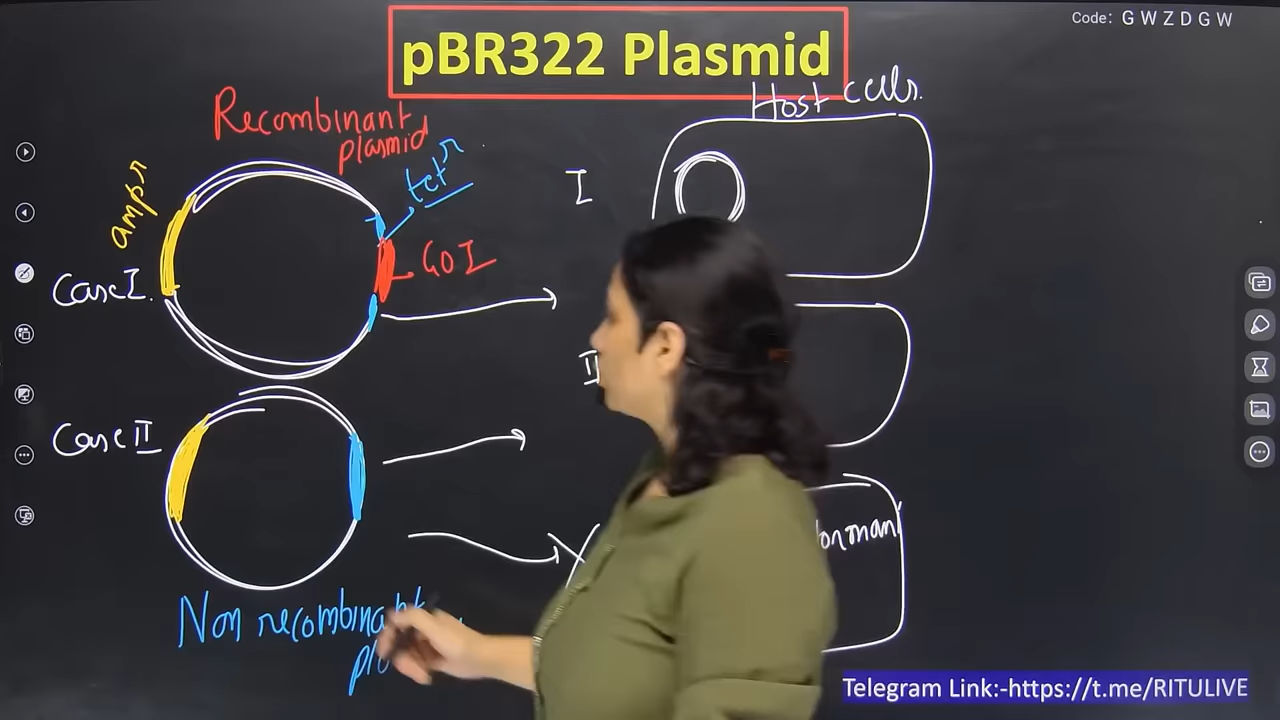 Code: G W Z D G W
pBR322 Plasmid
Host cells.
Recombinant
plasmid
tetʳ
ampʳ
GOI
Case I.
I
II
Case II
Non recombinant
Telegram Link:-https://t.me/RITULIVE